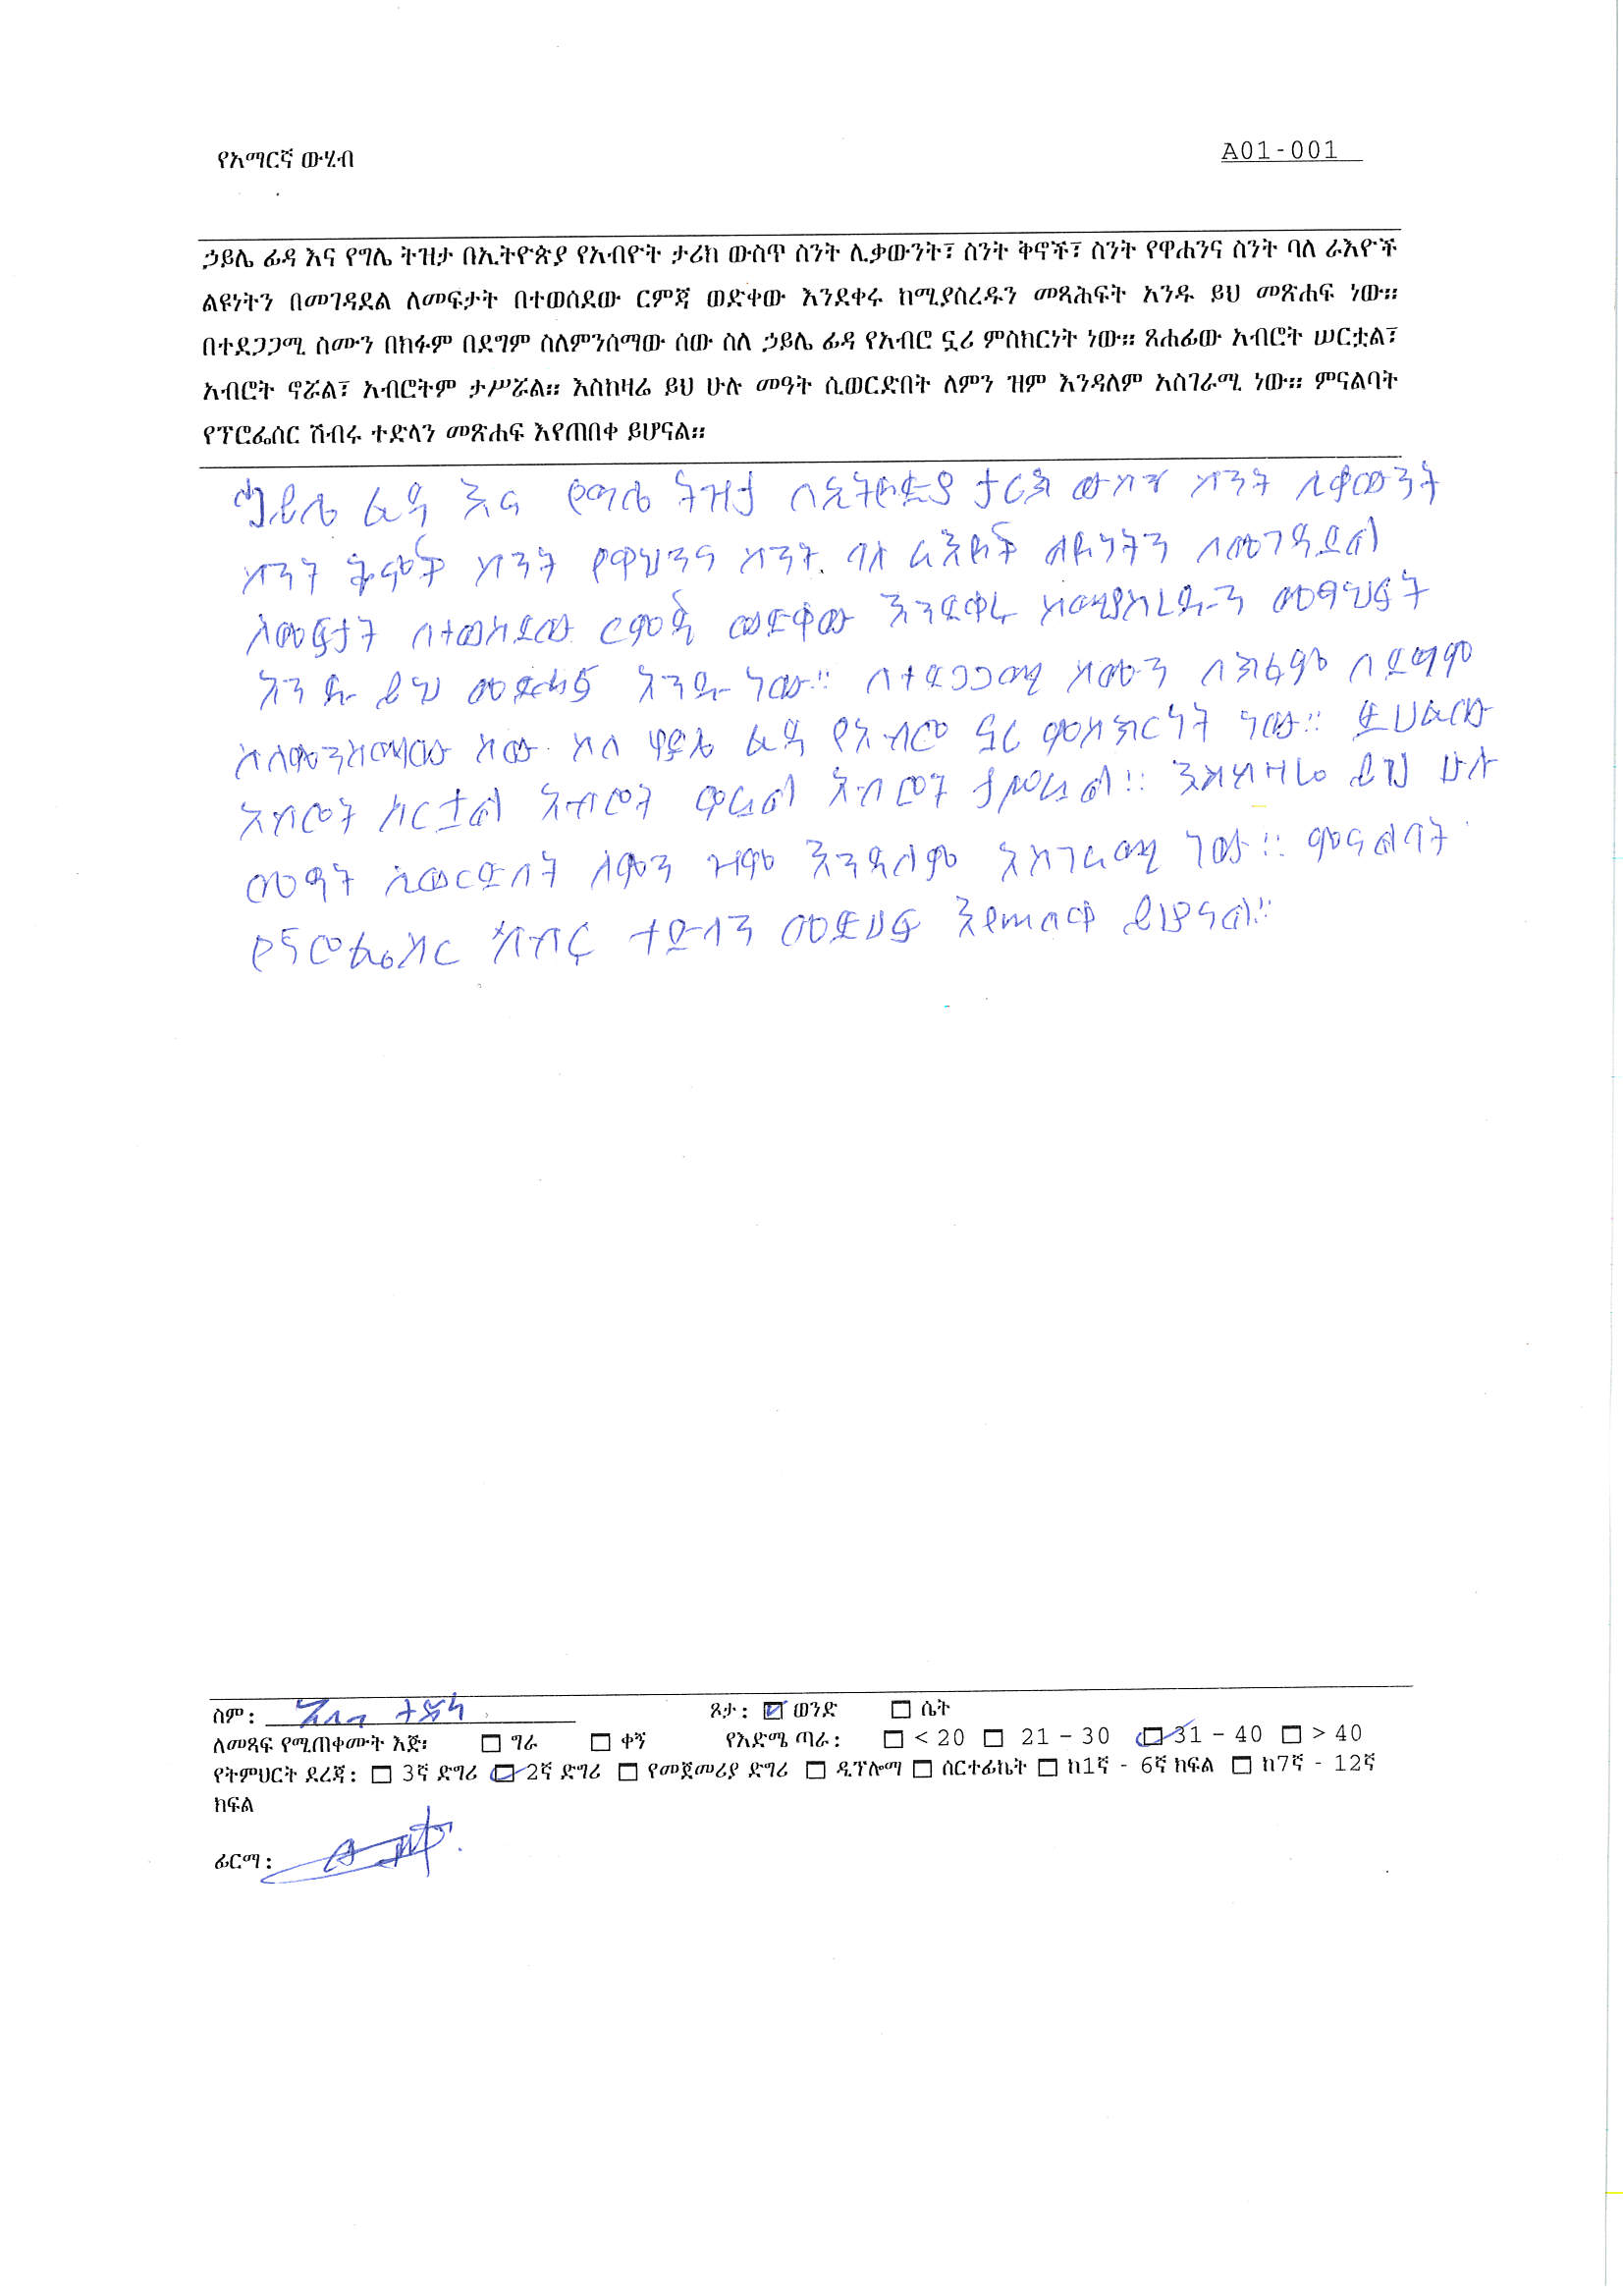 የአማርኛ ውሂብ
A01-001
ኃይሌ ፊዳ እና የግሌ ትዝታ በኢትዮጵያ የአብዮት ታሪክ ውስጥ ስንት ሊቃውንት፣ ስንት ቅኖች፣ ስንት የዋሐንና ስንት ባለ ራእዮች
ልዩነትን በመገዳደል ለመፍታት በተወሰደው ርምጃ ወድቀው እንደቀሩ ከሚያስረዱን መጻሕፍት አንዱ ይህ መጽሐፍ ነው።
በተደጋጋሚ ስሙን በክፉም በደግም ስለምንሰማው ሰው ስለ ኃይሌ ፊዳ የአብሮ ኗሪ ምስክርነት ነው። ጸሐፊው አብሮት ሠርቷል፣
አብሮት ኖሯል፣ አብሮትም ታሥሯል። እስከዛሬ ይህ ሁሉ መዓት ሲወርድበት ለምን ዝም እንዳለም አስገራሚ ነው። ምናልባት
የፕሮፌሰር ሽብሩ ተድላን መጽሐፍ እየጠበቀ ይሆናል።
ኃይሌ ፊዳ እና የግሌ ትዝታ በኢትዮጵያ ታሪክ ውስጥ ስንት ሊቃውንት
ስንት ቅኖች ስንት የዋህንና ስንት ባለ ራእዮች ልዩነትን በመገዳደል
ለመፍታት በተወሰደው ርምጃ ወድቀው እንደቀሩ ከሚያስረዱን መፃህፍት
አንዱ ይህ መፅሐፍ አንዱ ነው። በተደጋጋሚ ስሙን በክፉም በደግም
ስለምንሰማው ሰው ስለ ሃይሌ ፊዳ የአብሮ ኗሪ ምስክርነት ነው። ፀሀፊው
አብሮት ሰርቷል አብሮት ኖሯል አብሮት ታሥሯል። እስከዛሬ ይህ ሁሉ
መዓት ሲወርድበት ለምን ዝም እንዳለም አስገራሚ ነው። ምናልባት
የፕሮፌሰር ሽብሩ ተድላን መፅሀፍ እየጠበቀ ይሆናል።
ስም: ተድላ ጾታ: ወንድ ሴት
ለመጻፍ የሚጠቀሙት እጅ፡ ግራ ቀኝ የእድሜ ጣራ: < 20 21 – 30 31 – 40 > 40
የትምህርት ደረጃ: 3ኛ ድግሪ 2ኛ ድግሪ የመጀመሪያ ድግሪ ዲፕሎማ ሰርተፊኬት ከ1ኛ - 6ኛ ክፍል ከ7ኛ - 12ኛ
ክፍል
ፊርማ: